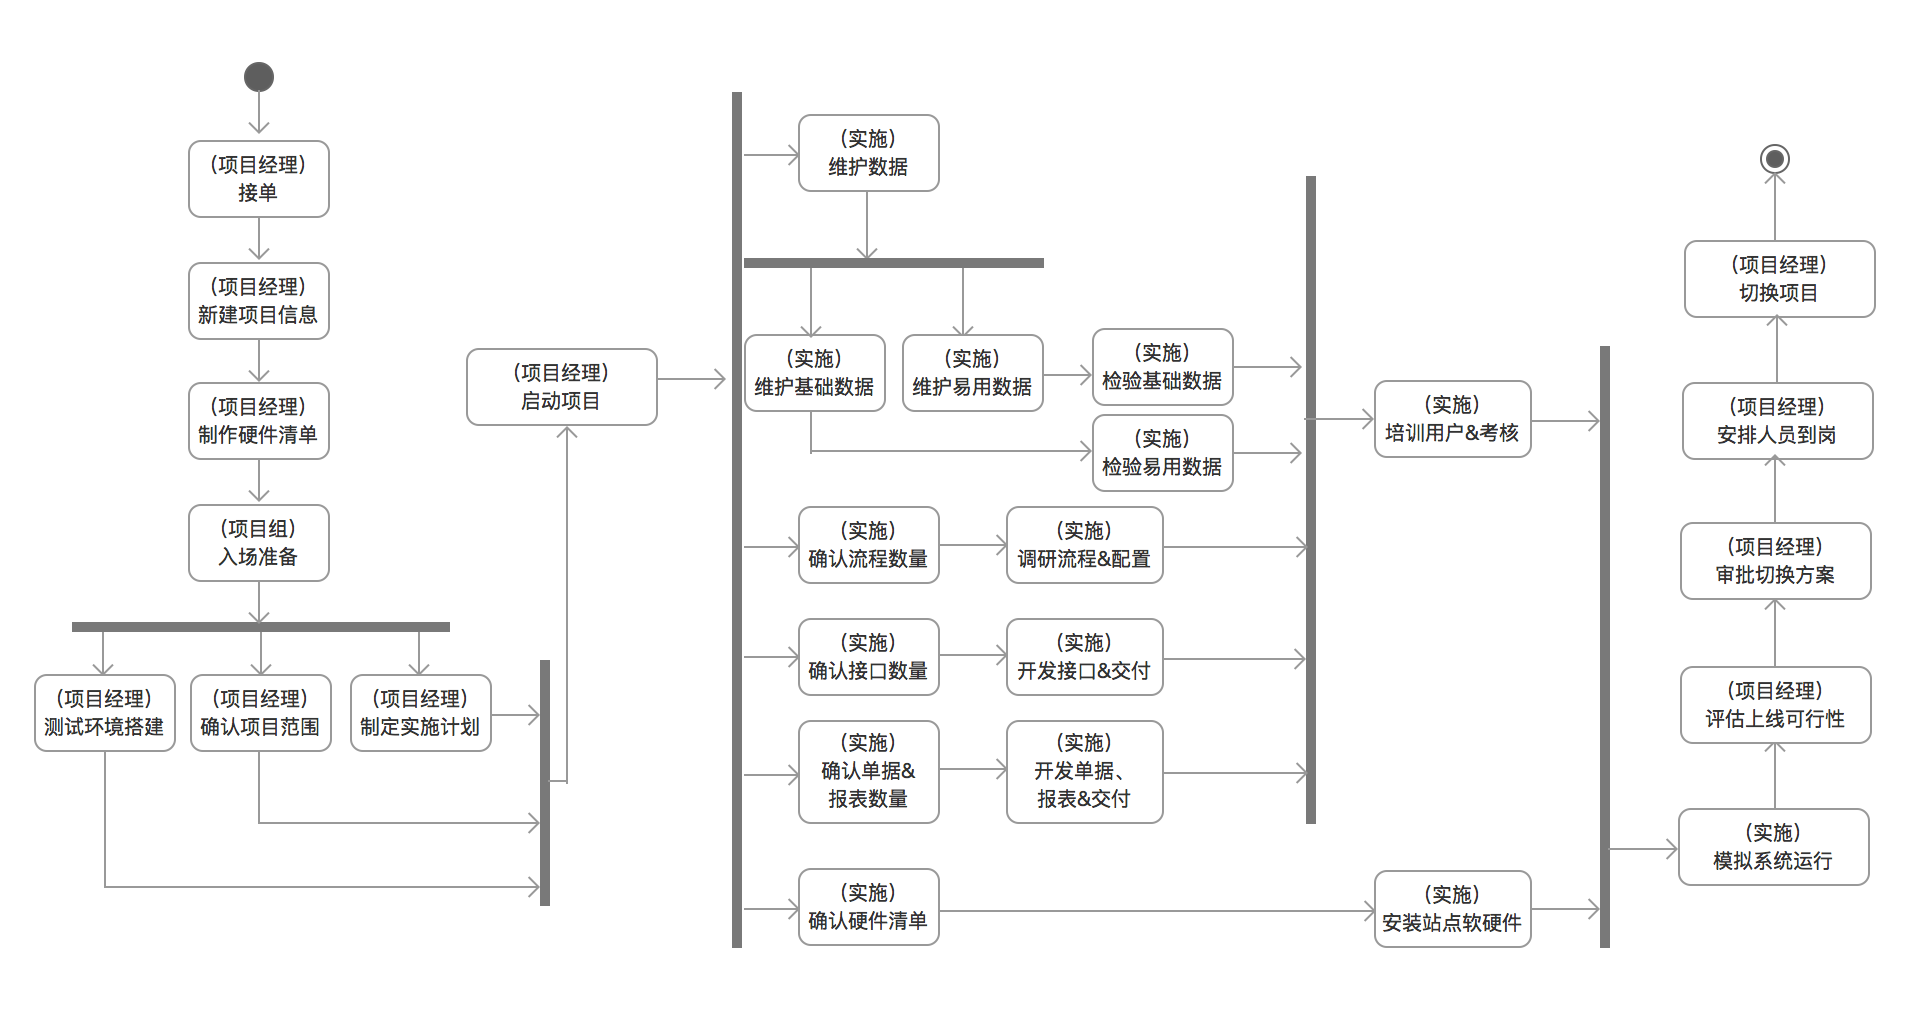 (项目经理)
接单
(项目经理)
新建项目信息
(项目经理)
制作硬件清单
(项目组)
入场准备
(项目经理)
测试环境搭建
(项目经理)
确认项目范围
(项目经理)
制定实施计划
(项目经理)
启动项目
(实施)
维护数据
(实施)
维护基础数据
(实施)
维护易用数据
(实施)
检验基础数据
(实施)
检验易用数据
(实施)
确认流程数量
(实施)
调研流程&配置
(实施)
确认接口数量
(实施)
开发接口&交付
(实施)
确认单据&
报表数量
(实施)
开发单据、
报表&交付
(实施)
确认硬件清单
(实施)
培训用户&考核
(实施)
安装站点软硬件
(项目经理)
切换项目
(项目经理)
安排人员到岗
(项目经理)
审批切换方案
(项目经理)
评估上线可行性
(实施)
模拟系统运行